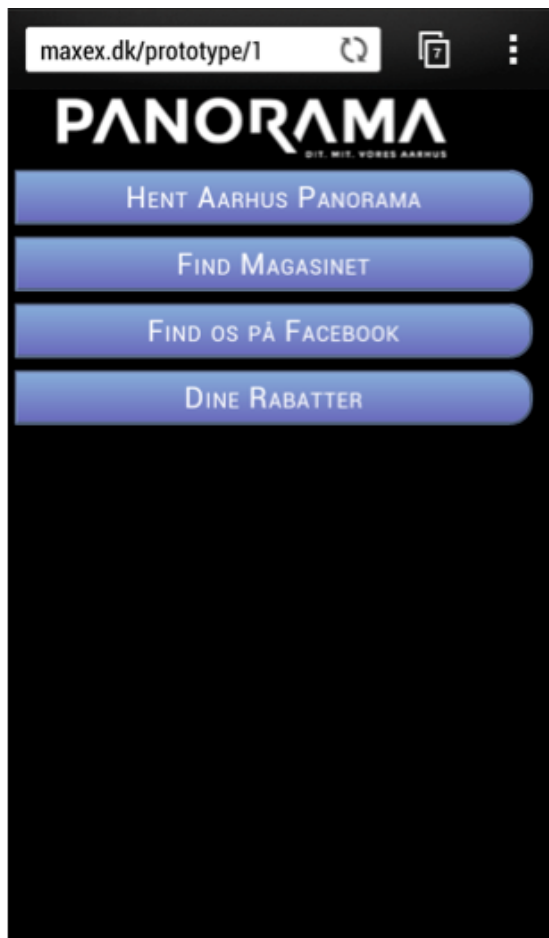 maxex.dk/prototype/1
7
PANORAMA
DIT. MIT. VORES AARHUS
Hent Aarhus Panorama
Find Magasinet
Find os på Facebook
Dine Rabatter